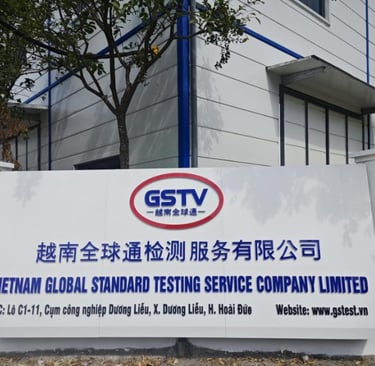 GSTV
越南全球通
越南全球通检测服务有限公司
IETNAM GLOBAL STANDARD TESTING SERVICE COMPANY LIMITED
C: Lô C1-11, Cụm công nghiệp Dương Liễu, X. Dương Liễu, H. Hoài Đức Website: www.gstest.vn